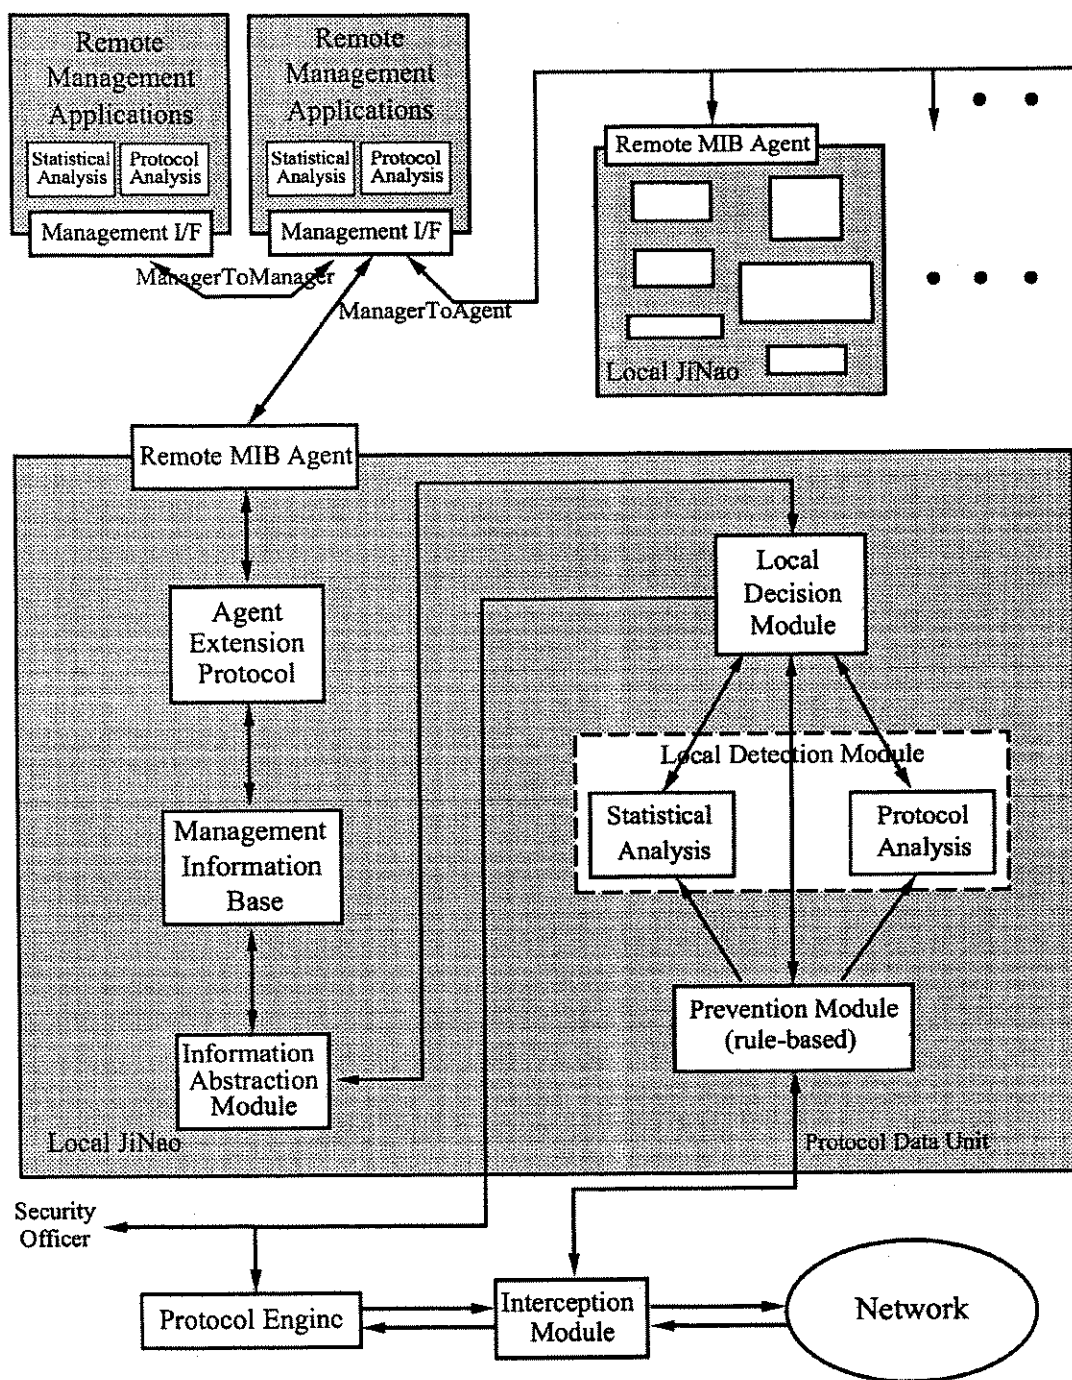 Remote
Management
Applications
Statistical
Analysis
Protocol
Analysis
Management I/F
Remote
Management
Applications
Statistical
Analysis
Protocol
Analysis
Management I/F
ManagerToManager
ManagerToAgent
Remote MIB Agent
Local JiNao
Remote MIB Agent
Agent
Extension
Protocol
Management
Information
Base
Information
Abstraction
Module
Local JiNao
Local
Decision
Module
Local Detection Module
Statistical
Analysis
Protocol
Analysis
Prevention Module
(rule-based)
Protocol Data Unit
Security
Officer
Protocol Engine
Interception
Module
Network